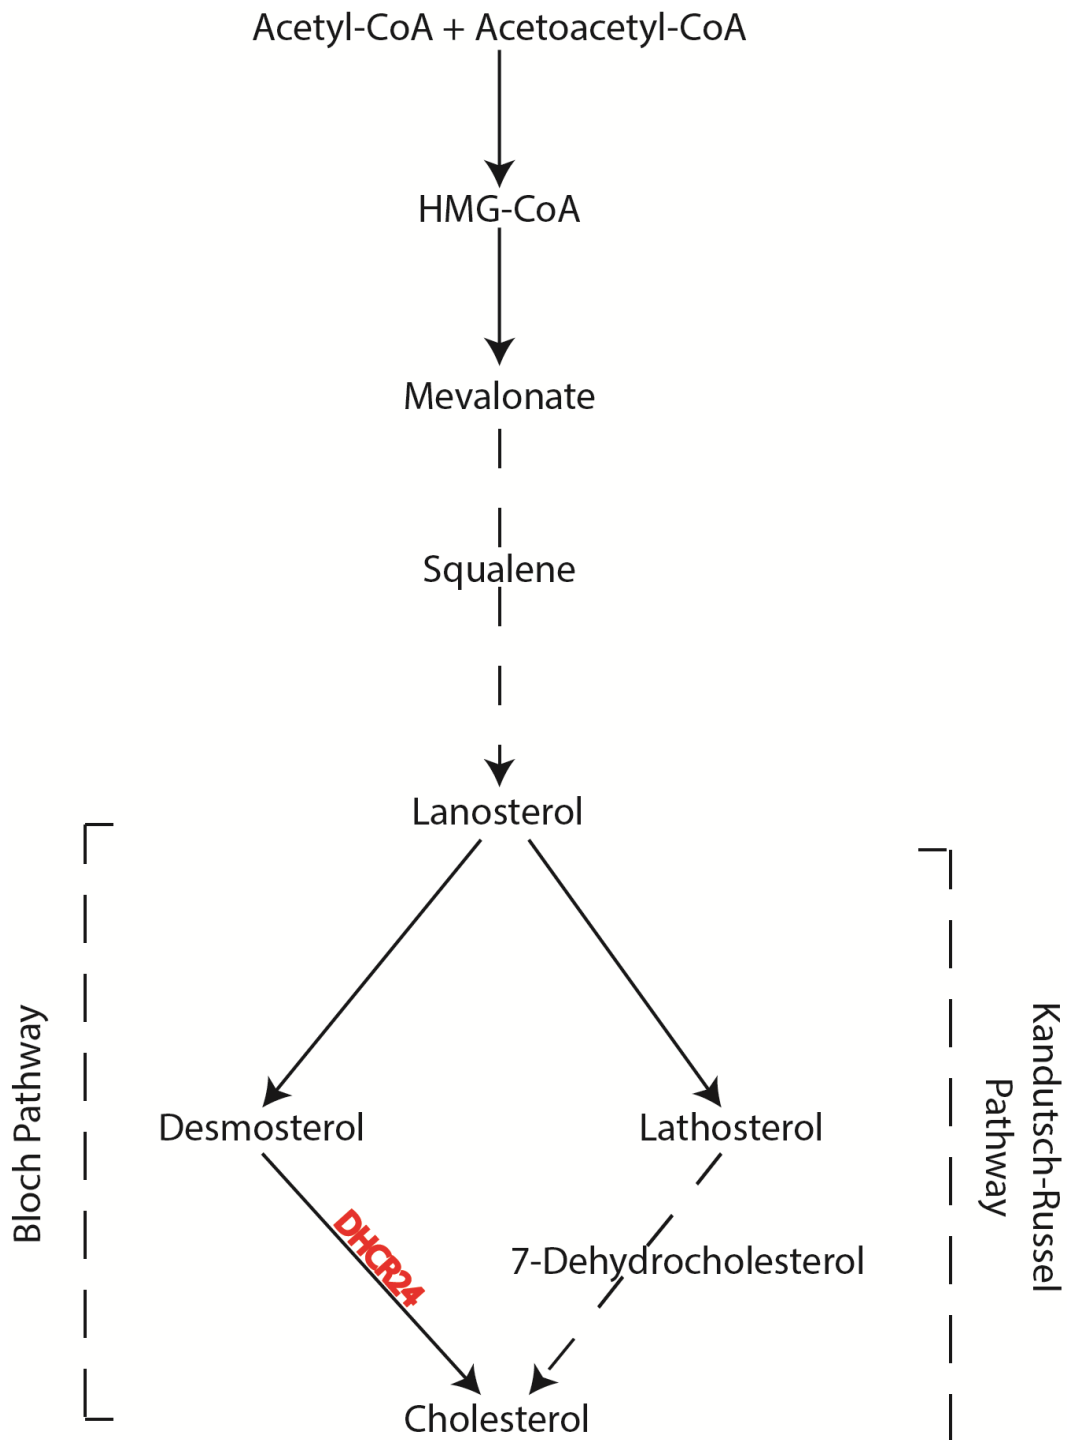 Acetyl-CoA + Acetoacetyl-CoA
HMG-CoA
Mevalonate
Squalene
Lanosterol
Bloch Pathway
Kandutsch-Russel
Pathway
Desmosterol
Lathosterol
DHCR24
7-Dehydrocholesterol
Cholesterol